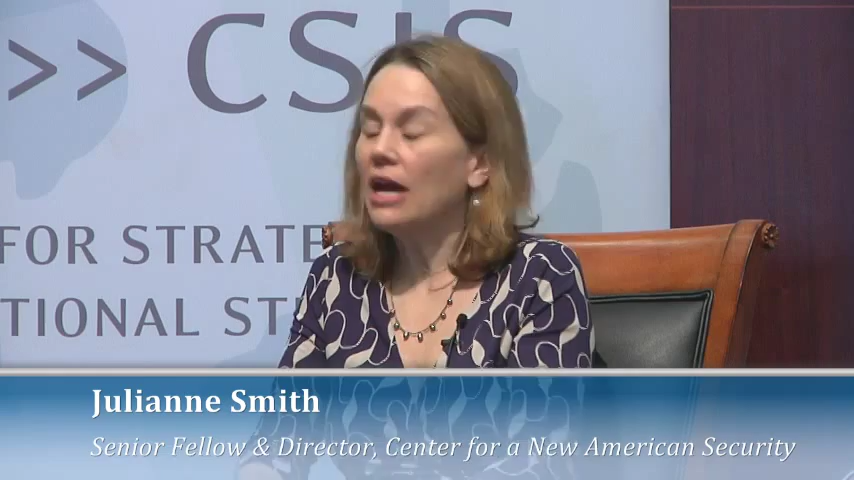 >> CSIS
FOR STRATE
TIONAL ST
Julianne Smith
Senior Fellow & Director, Center for a New American Security